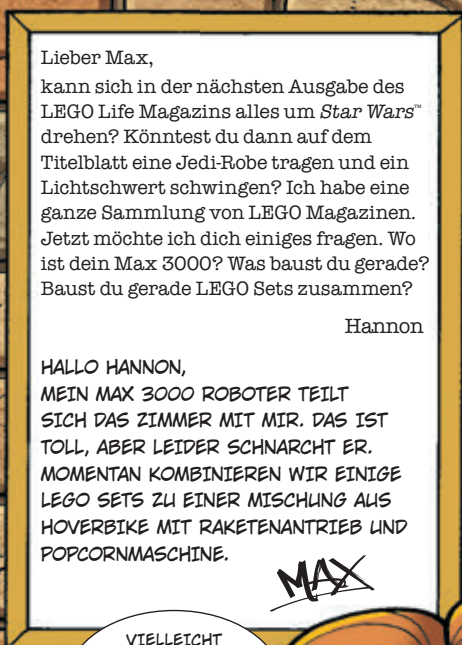 Lieber Max,
kann sich in der nächsten Ausgabe des
LEGO Life Magazins alles um Star Wars™
drehen? Könntest du dann auf dem
Titelblatt eine Jedi-Robe tragen und ein
Lichtschwert schwingen? Ich habe eine
ganze Sammlung von LEGO Magazinen.
Jetzt möchte ich dich einiges fragen. Wo
ist dein Max 3000? Was baust du gerade?
Baust du gerade LEGO Sets zusammen?
Hannon
HALLO HANNON,
MEIN MAX 3000 ROBOTER TEILT
SICH DAS ZIMMER MIT MIR. DAS IST
TOLL, ABER LEIDER SCHNARCHT ER.
MOMENTAN KOMBINIEREN WIR EINIGE
LEGO SETS ZU EINER MISCHUNG AUS
HOVERBIKE MIT RAKETENANTRIEB UND
POPCORNMASCHINE.
MAX
VIELLEICHT